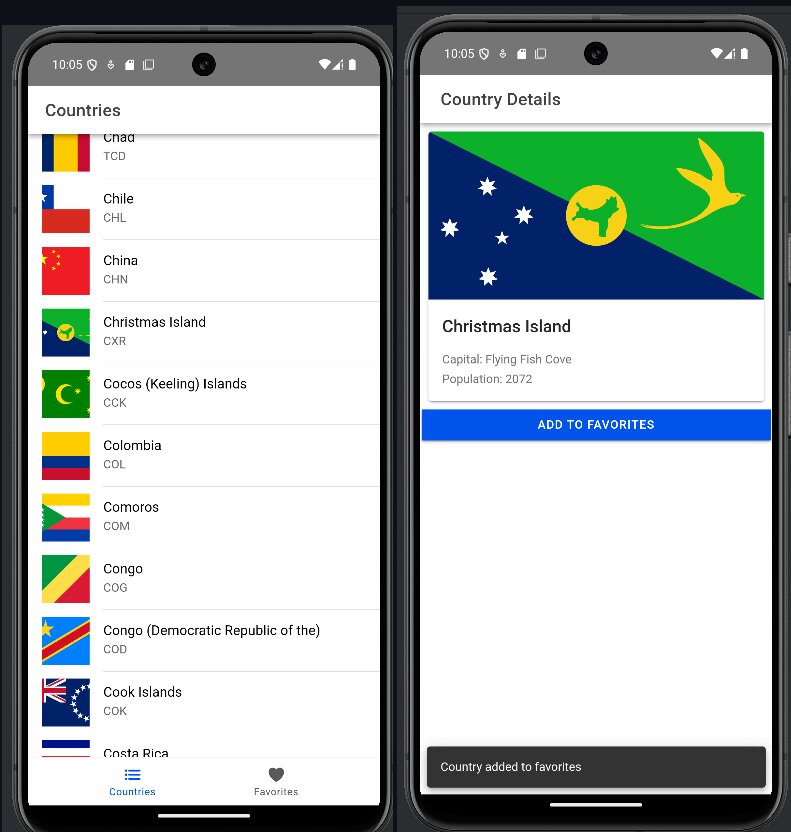 10:05
Countries
Chad
TCD
Chile
CHL
China
CHN
Christmas Island
CXR
Cocos (Keeling) Islands
CCK
Colombia
COL
Comoros
COM
Congo
COG
Congo (Democratic Republic of the)
COD
Cook Islands
COK
Costa Rica
Countries
Favorites
10:05
Country Details
Christmas Island
Capital: Flying Fish Cove
Population: 2072
ADD TO FAVORITES
Country added to favorites